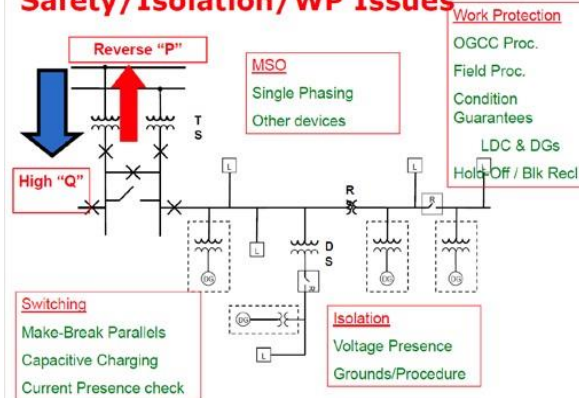 Safety/Isolation/WP Issues
Work Protection
OGCC Proc.
Field Proc.
Condition
Guarantees
LDC & DGs
Hold-Off / Blk Recl
Reverse "P"
MSO
Single Phasing
Other devices
T
S
High "Q"
L
L
R
R
L
D
S
DG
DG
DG
R
DG
L
Switching
Make-Break Parallels
Capacitive Charging
Current Presence check
Isolation
Voltage Presence
Grounds/Procedure